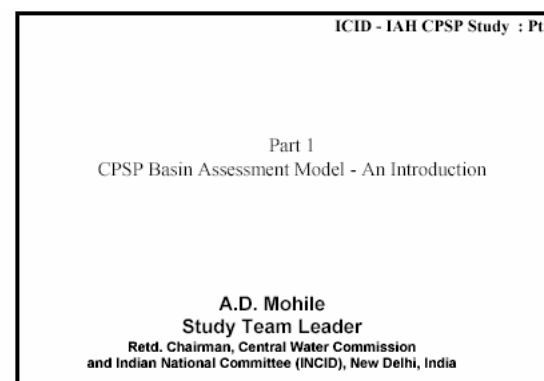 ICID - IAH CPSP Study : Pt
Part 1
CPSP Basin Assessment Model - An Introduction
A.D. Mohile
Study Team Leader
Retd. Chairman, Central Water Commission
and Indian National Committee (INCID), New Delhi, India